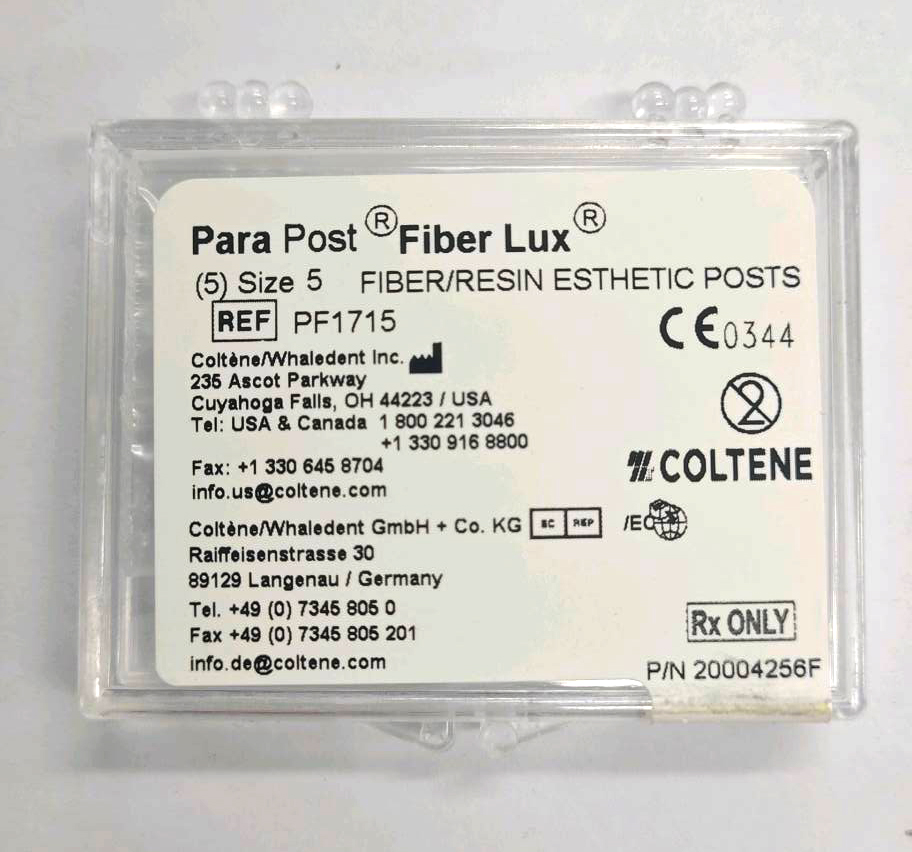 Para Post® Fiber Lux®
(5) Size 5 FIBER/RESIN ESTHETIC POSTS
REF PF1715
CE 0344
Coltène/Whaledent Inc.
235 Ascot Parkway
Cuyahoga Falls, OH 44223 / USA
Tel: USA & Canada 1 800 221 3046
+1 330 916 8800
Fax: +1 330 645 8704
info.us@coltene.com
2
COLTENE
Coltène/Whaledent GmbH + Co. KG EC REP
Raiffeisenstrasse 30
89129 Langenau / Germany
Tel. +49 (0) 7345 805 0
Fax +49 (0) 7345 805 201
info.de@coltene.com
Rx ONLY
P/N 20004256F